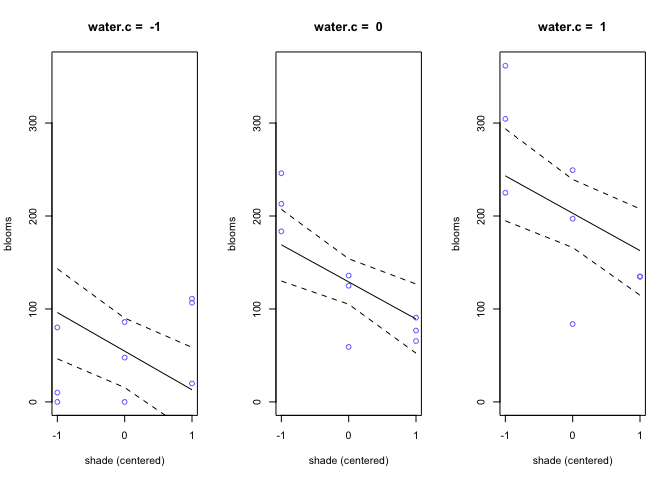 water.c =  -1
blooms
0
100
200
300
-1
0
1
shade (centered)
water.c =  0
blooms
0
100
200
300
-1
0
1
shade (centered)
water.c =  1
blooms
0
100
200
300
-1
0
1
shade (centered)